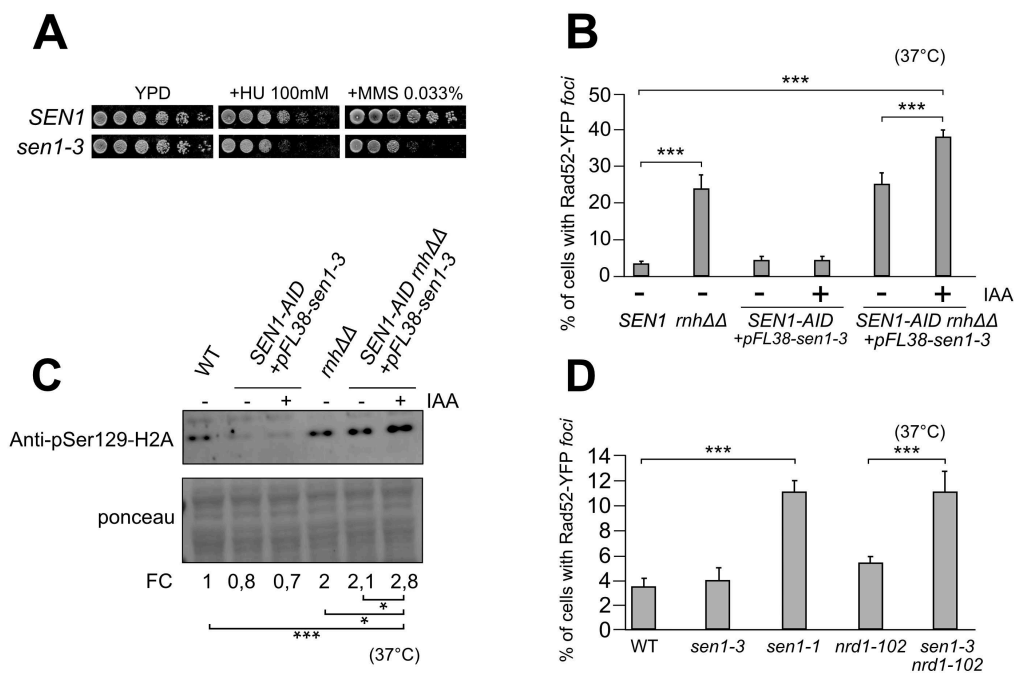 A
YPD +HU 100mM +MMS 0.033%
SEN1
sen1-3
B
(37°C)
% of cells with Rad52-YFP foci
***
***
***
50
40
30
20
10
0
- - - + - + IAA
SEN1 rnhΔΔ SEN1-AID SEN1-AID rnhΔΔ
+pFL38-sen1-3 +pFL38-sen1-3
C
WT
SEN1-AID
+pFL38-sen1-3
rnhΔΔ
SEN1-AID rnhΔΔ
+pFL38-sen1-3
- - + - - + IAA
Anti-pSer129-H2A
ponceau
FC 1 0,8 0,7 2 2,1 2,8
*
*
***
(37°C)
D
(37°C)
% of cells with Rad52-YFP foci
*** ***
14
12
10
8
6
4
2
0
WT sen1-3 sen1-1 nrd1-102 sen1-3
nrd1-102